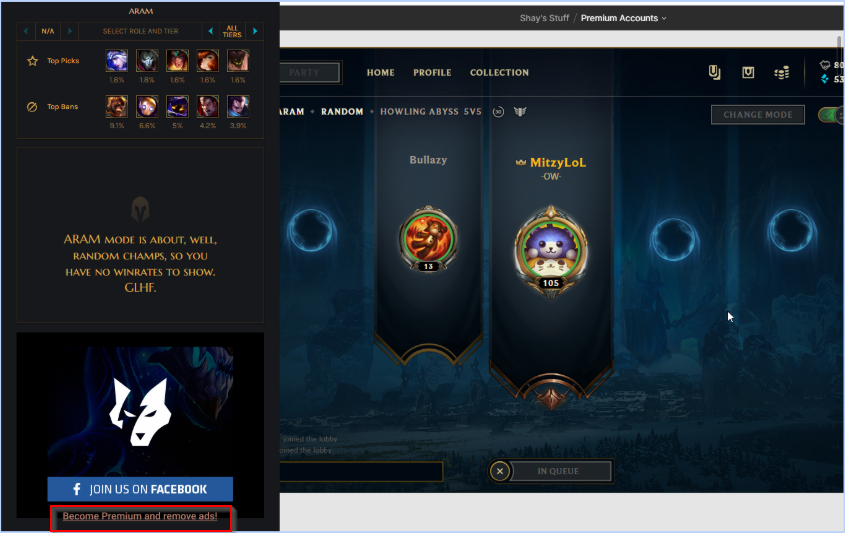 ARAM
N/A
SELECT ROLE AND TIER
ALL
TIERS
Top Picks
1.8% 1.8% 1.6% 1.6% 1.6%
Top Bans
9.1% 6.6% 5% 4.2% 3.9%
ARAM MODE IS ABOUT, WELL,
RANDOM CHAMPS, SO YOU
HAVE NO WINRATES TO SHOW.
GLHF.
JOIN US ON FACEBOOK
Become Premium and remove ads!
Shay's Stuff / Premium Accounts
PARTY
HOME PROFILE COLLECTION
80
53
ARAM • RANDOM • HOWLING ABYSS 5V5
30
CHANGE MODE
Bullazy
13
MitzyLoL
-OW-
105
joined the lobby
joined the lobby
IN QUEUE